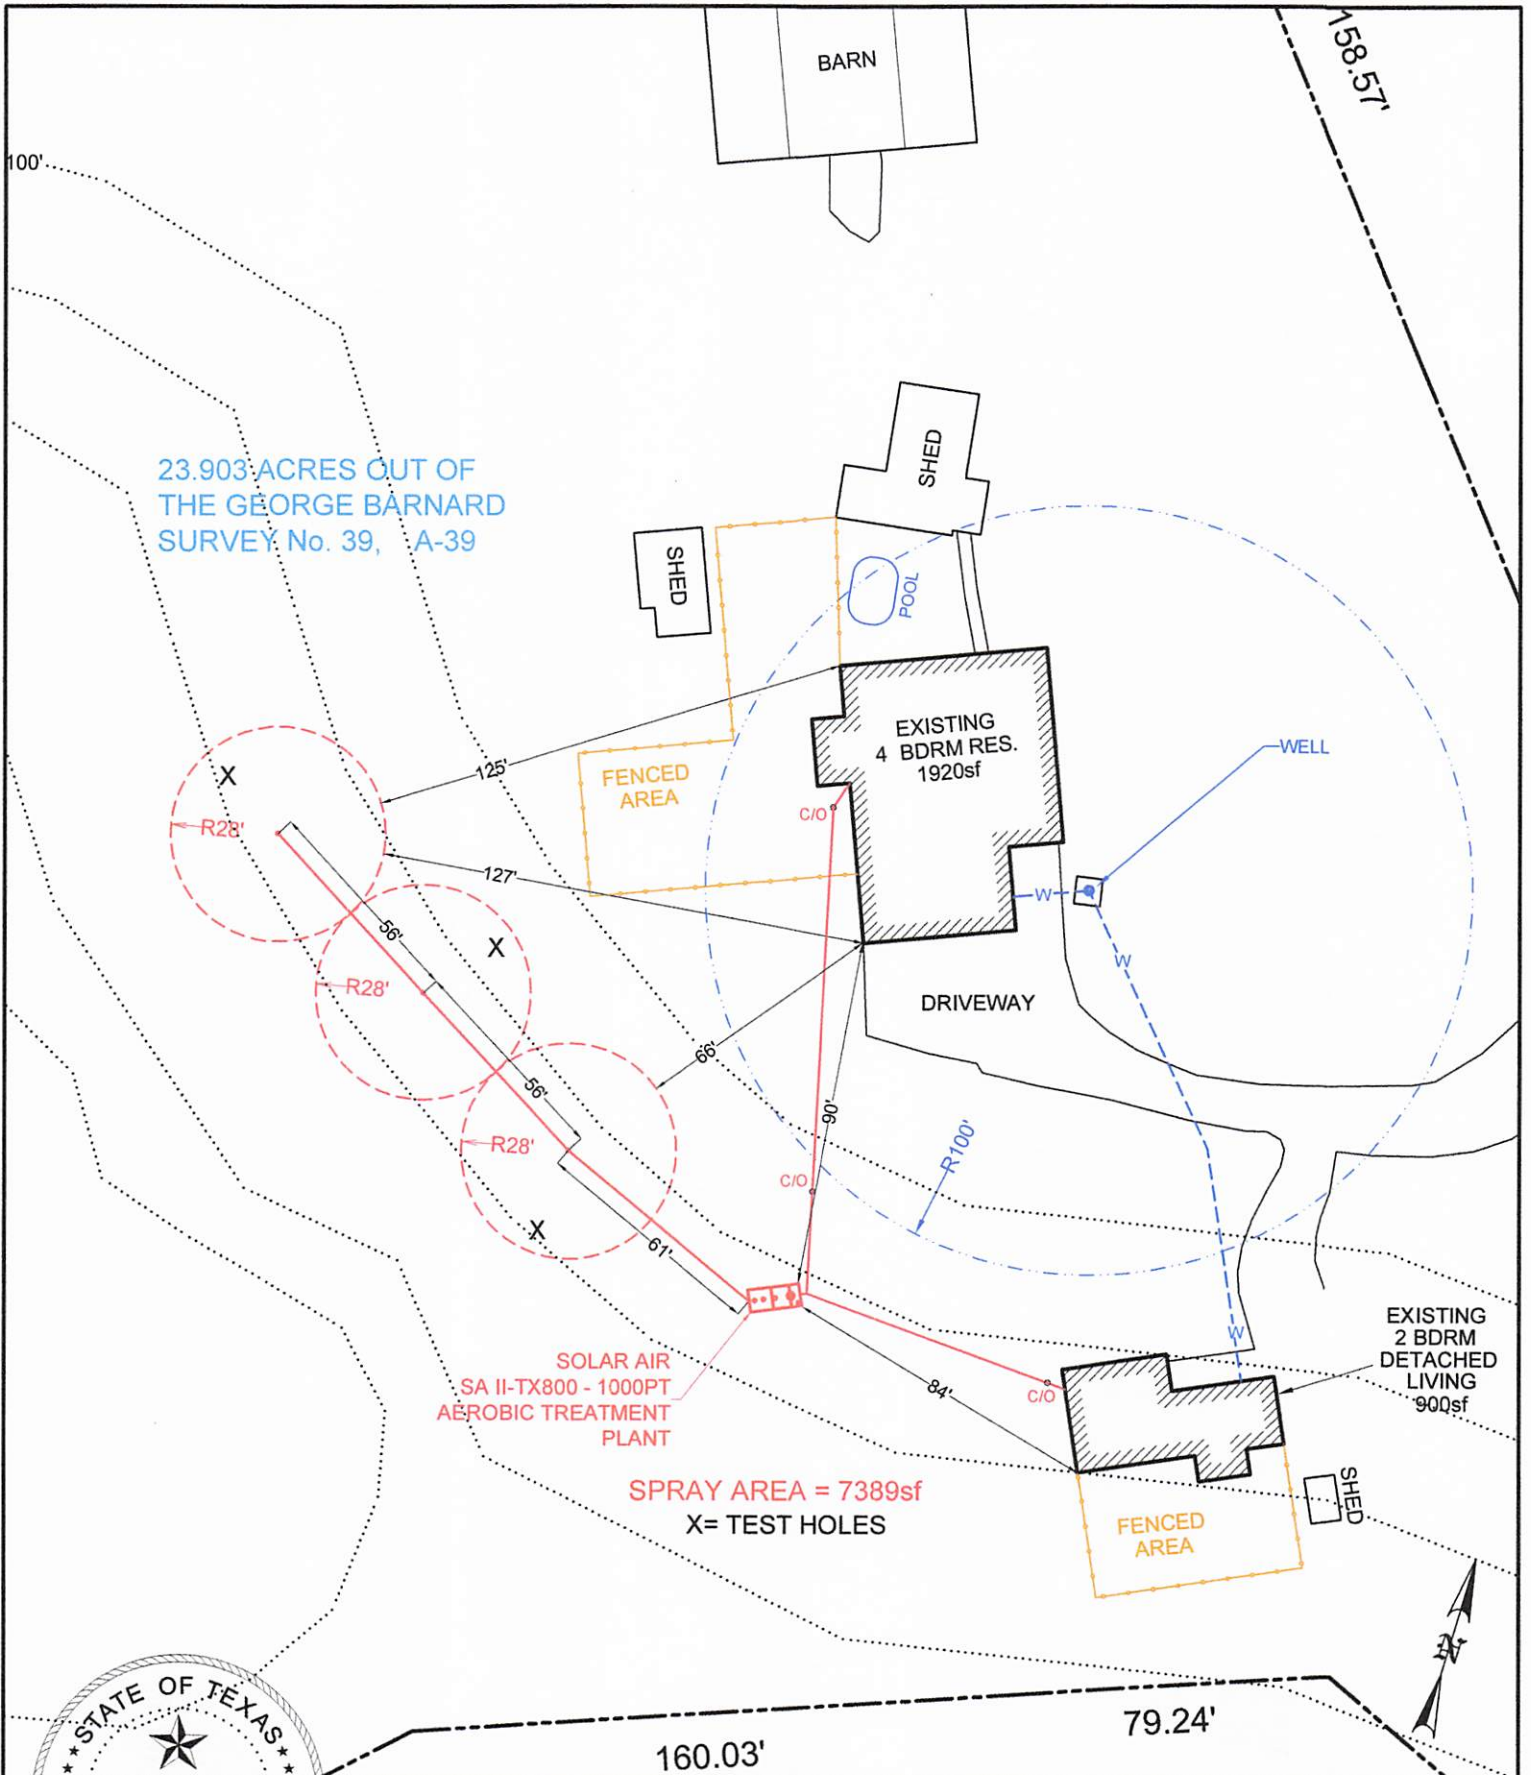 158.57'
BARN
100'
23.903 ACRES OUT OF
THE GEORGE BARNARD
SURVEY No. 39, A-39
SHED
SHED
POOL
EXISTING
4 BDRM RES.
1920sf
WELL
125'
FENCED
AREA
C/O
R28'
127'
W
56'
W
R28'
DRIVEWAY
66'
56'
90'
R28'
R100'
C/O
X
X
X
61'
W
EXISTING
2 BDRM
DETACHED
LIVING
900sf
SOLAR AIR
SA II-TX800 - 1000PT
AEROBIC TREATMENT
PLANT
84'
C/O
SPRAY AREA = 7389sf
X= TEST HOLES
SHED
FENCED
AREA
N
STATE OF TEXAS
79.24'
160.03'